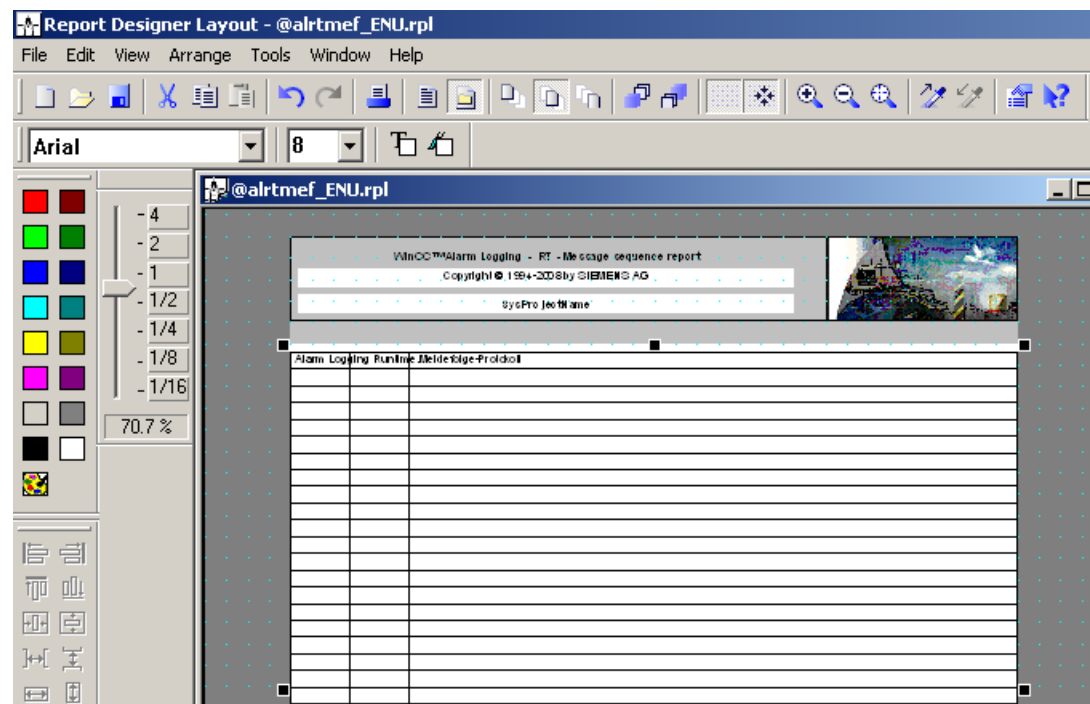 Report Designer Layout - @alrtmef_ENU.rpl
File Edit View Arrange Tools Window Help
Arial 8
@alrtmef_ENU.rpl
4
2
1
1/2
1/4
1/8
1/16
70.7 %
WinCC™Alarm Logging - RT - Message sequence report
Copyright © 1994-2008 by SIEMENS AG
SysProjectName
Alarm Logging Runtime.Meldefolge-Protokoll